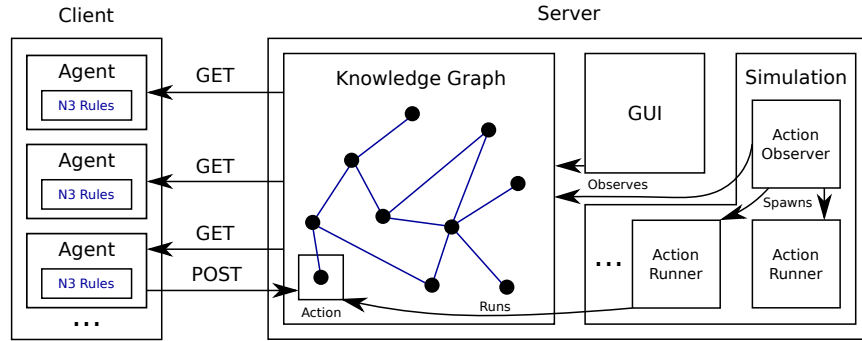 Client
Server
Agent
N3 Rules
GET
Agent
N3 Rules
GET
Agent
N3 Rules
GET
POST
...
Knowledge Graph
Action
Runs
GUI
Observes
Simulation
Action
Observer
Spawns
...
Action
Runner
Action
Runner